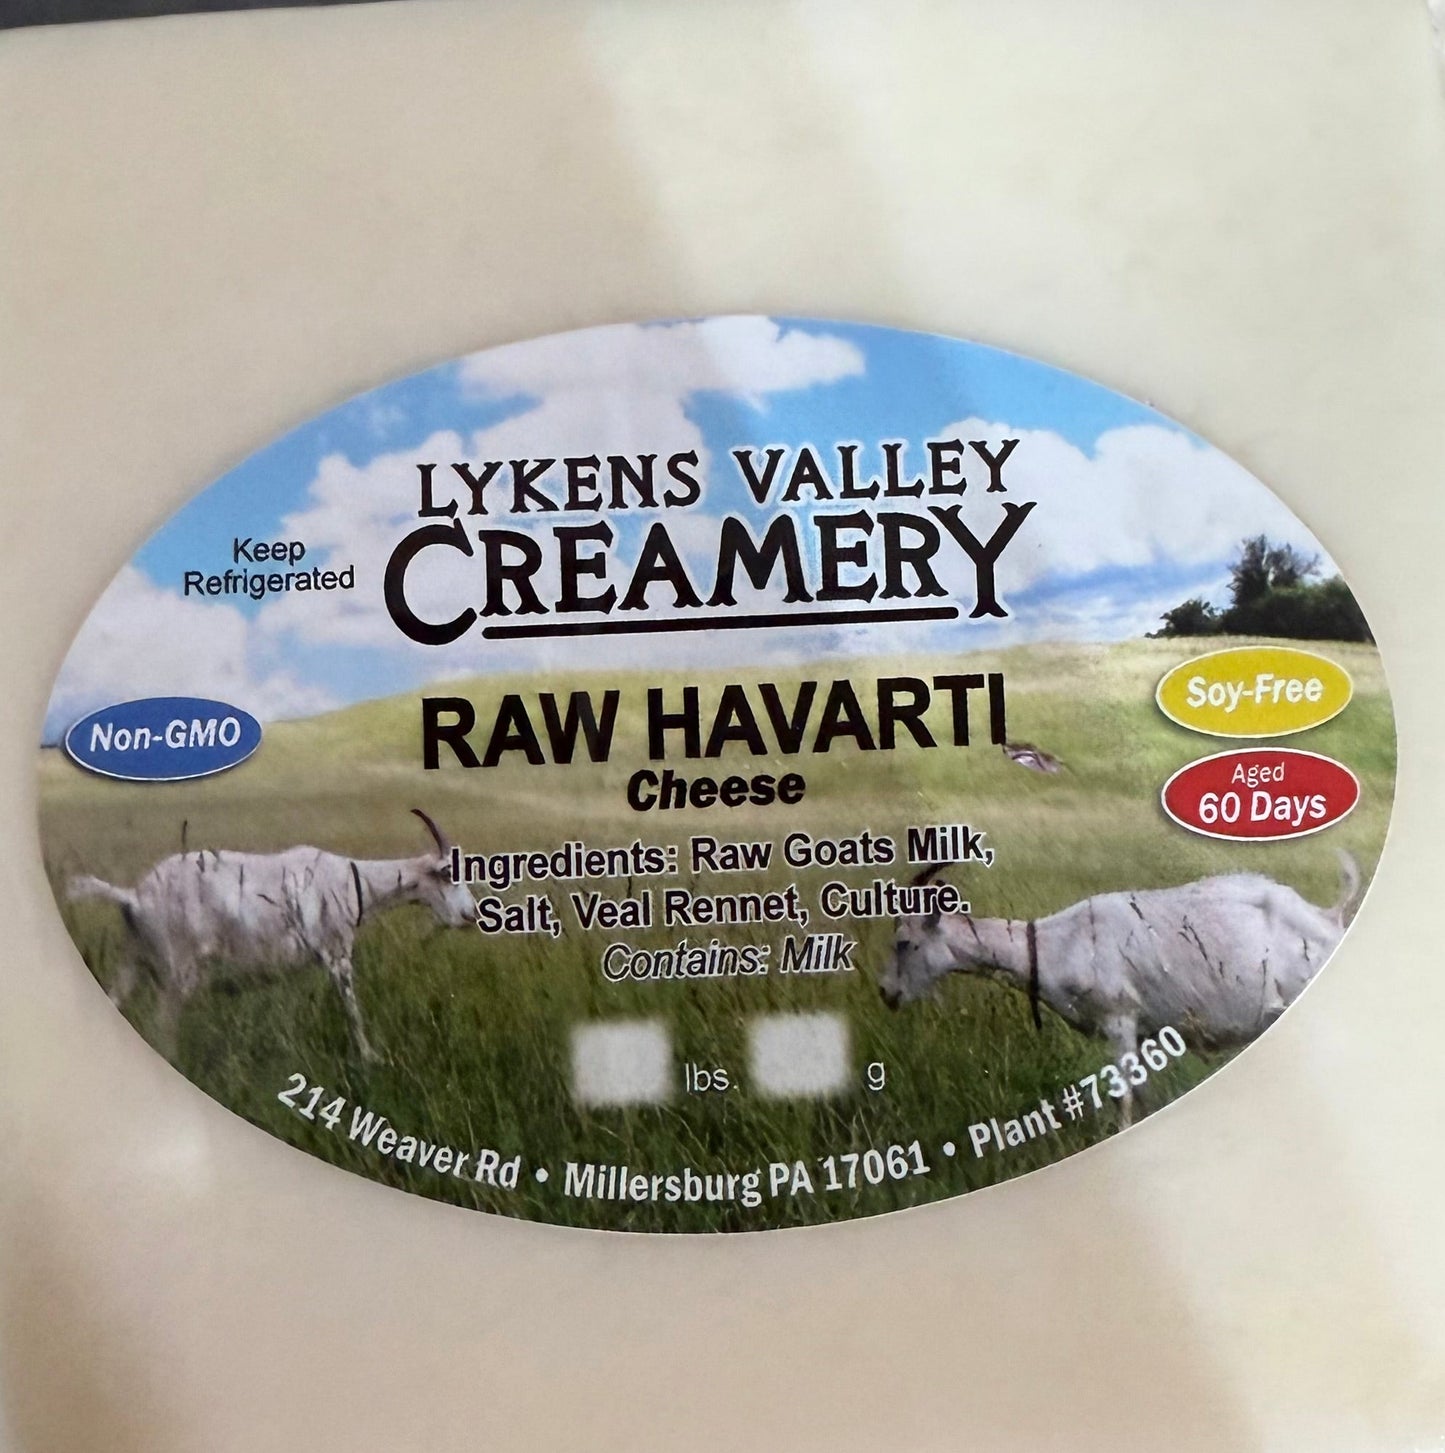 LYKENS VALLEY
CREAMERY
Keep
Refrigerated
RAW HAVARTI
Cheese
Non-GMO
Soy-Free
Aged
60 Days
Ingredients: Raw Goats Milk,
Salt, Veal Rennet, Culture.
Contains: Milk
lbs. g
214 Weaver Rd • Millersburg PA 17061 • Plant #73360